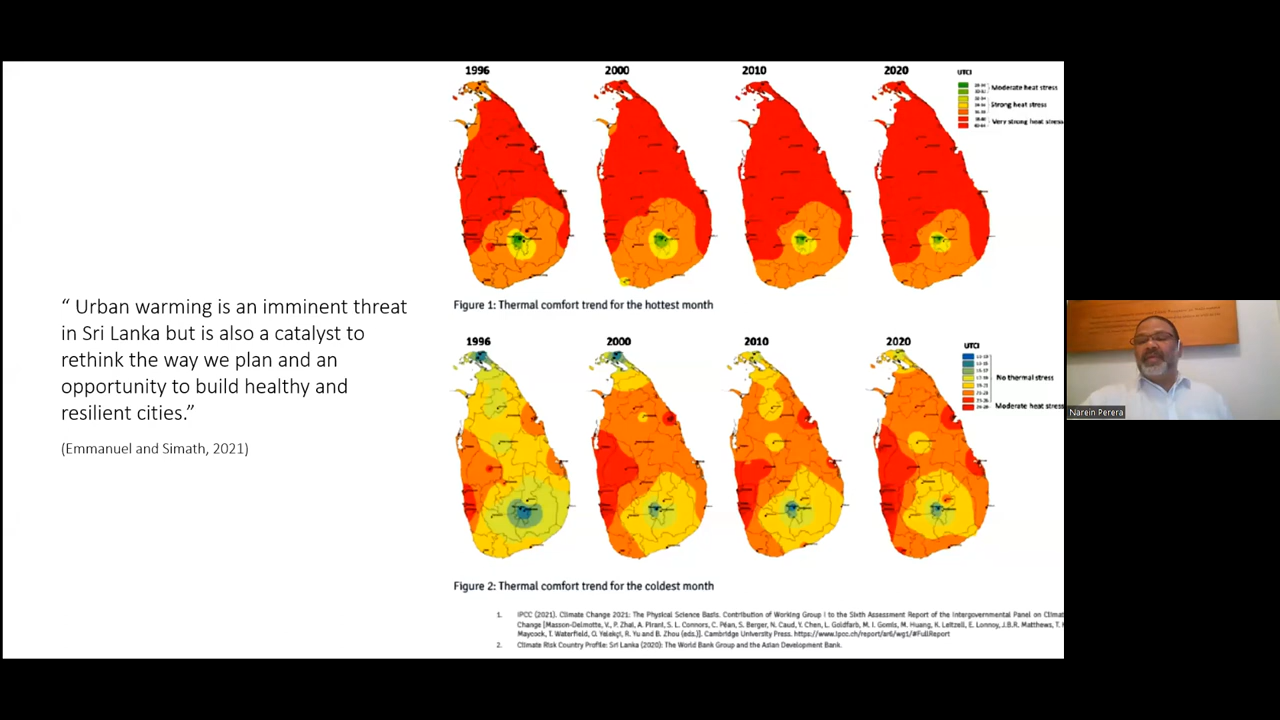 “ Urban warming is an imminent threat
in Sri Lanka but is also a catalyst to
rethink the way we plan and an
opportunity to build healthy and
resilient cities.”
(Emmanuel and Simath, 2021)
1996
2000
2010
2020
UTCI
Moderate heat stress
Strong heat stress
Very strong heat stress
Figure 1: Thermal comfort trend for the hottest month
1996
2000
2010
2020
UTCI
No thermal stress
Moderate heat stress
Figure 2: Thermal comfort trend for the coldest month
1. IPCC (2021). Climate Change 2021: The Physical Science Basis. Contribution of Working Group I to the Sixth Assessment Report of the Intergovernmental Panel on Climat
Change [Masson-Delmotte, V., P. Zhai, A. Pirani, S. L. Connors, C. Péan, S. Berger, N. Caud, Y. Chen, L. Goldfarb, M. I. Gomis, M. Huang, K. Leitzell, E. Lonnoy, J.B.R. Matthews, T.
Maycock, T. Waterfield, O. Yelekçi, R. Yu and B. Zhou (eds.)]. Cambridge University Press. https://www.ipcc.ch/report/ar6/wg1/#FullReport
2. Climate Risk Country Profile: Sri Lanka (2020): The World Bank Group and the Asian Development Bank.
Narein Perera